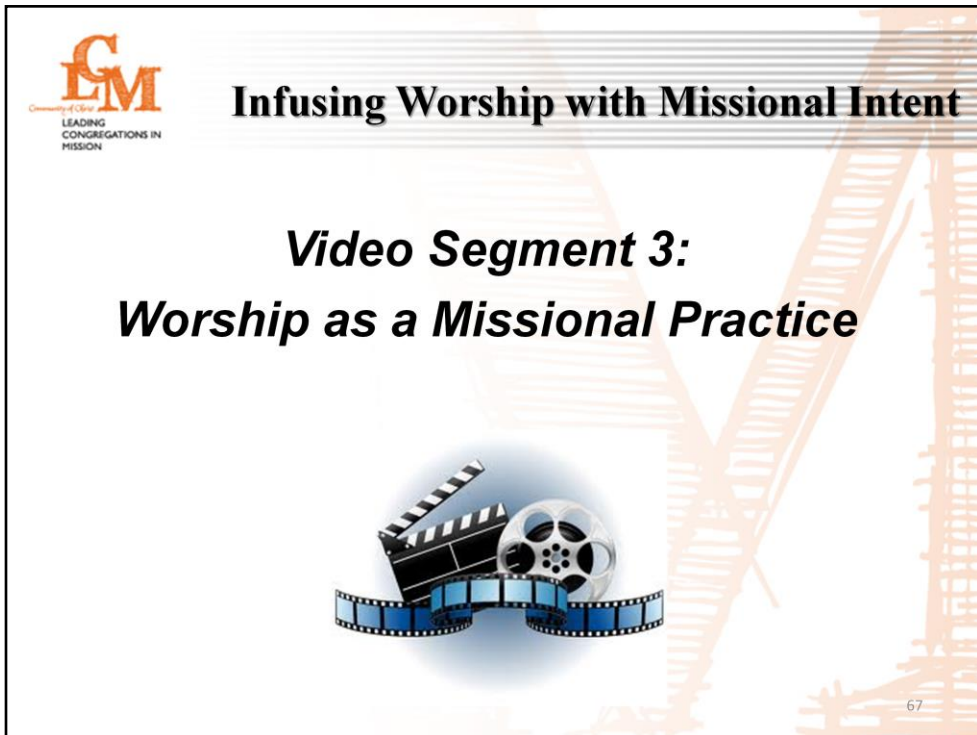 LCM
Community of Christ
LEADING
CONGREGATIONS IN
MISSION
Infusing Worship with Missional Intent
Video Segment 3:
Worship as a Missional Practice
67